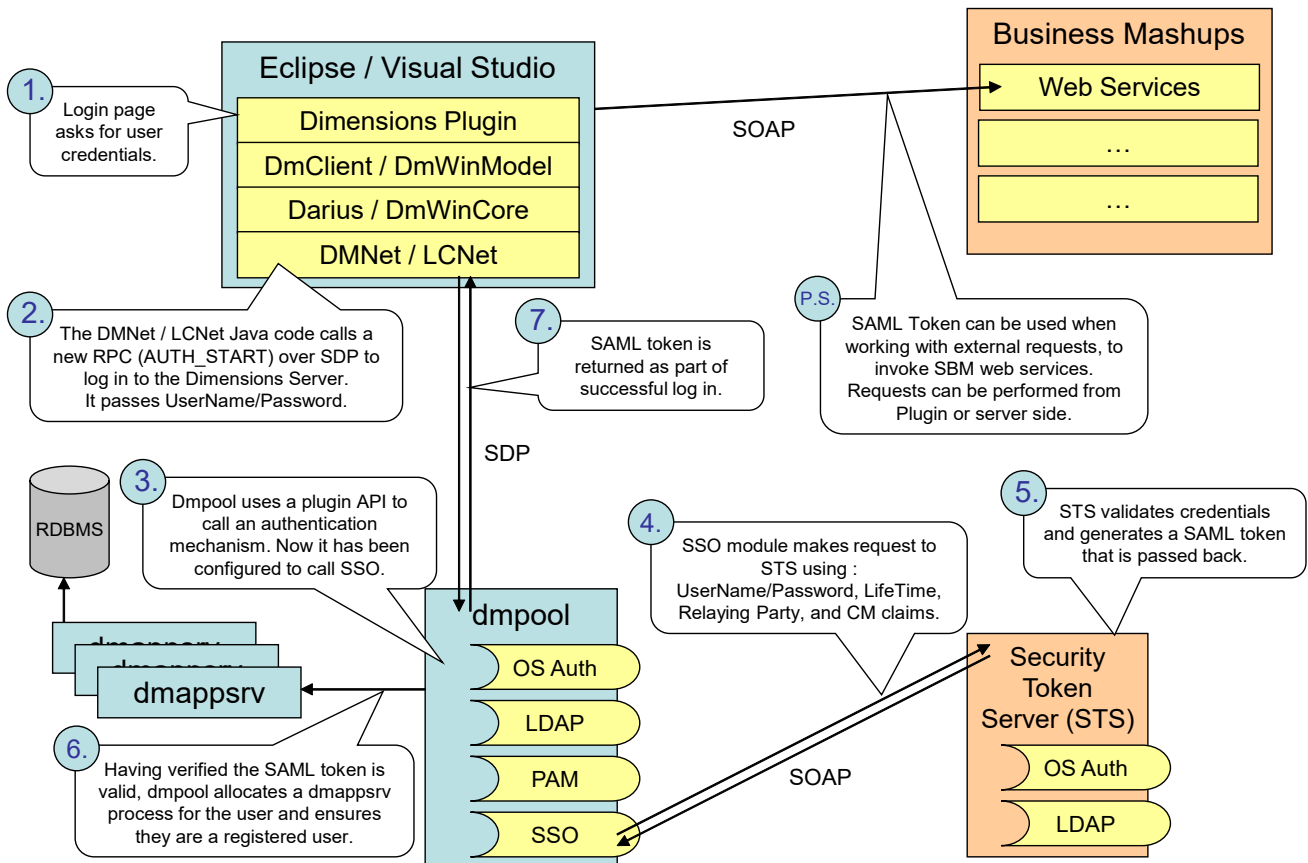 Eclipse / Visual Studio
Dimensions Plugin
DmClient / DmWinModel
Darius / DmWinCore
DMNet / LCNet
Business Mashups
Web Services
…
…
SOAP
1.
Login page
asks for user
credentials.
2.
The DMNet / LCNet Java code calls a
new RPC (AUTH_START) over SDP to
log in to the Dimensions Server.
It passes UserName/Password.
7.
SAML token is
returned as part of
successful log in.
P.S.
SAML Token can be used when
working with external requests, to
invoke SBM web services.
Requests can be performed from
Plugin or server side.
SDP
RDBMS
3.
Dmpool uses a plugin API to
call an authentication
mechanism. Now it has been
configured to call SSO.
4.
SSO module makes request to
STS using :
UserName/Password, LifeTime,
Relaying Party, and CM claims.
5.
STS validates credentials
and generates a SAML token
that is passed back.
dmpool
OS Auth
LDAP
PAM
SSO
dmappsrv
dmappsrv
dmappsrv
6.
Having verified the SAML token is
valid, dmpool allocates a dmappsrv
process for the user and ensures
they are a registered user.
SOAP
Security
Token
Server (STS)
OS Auth
LDAP